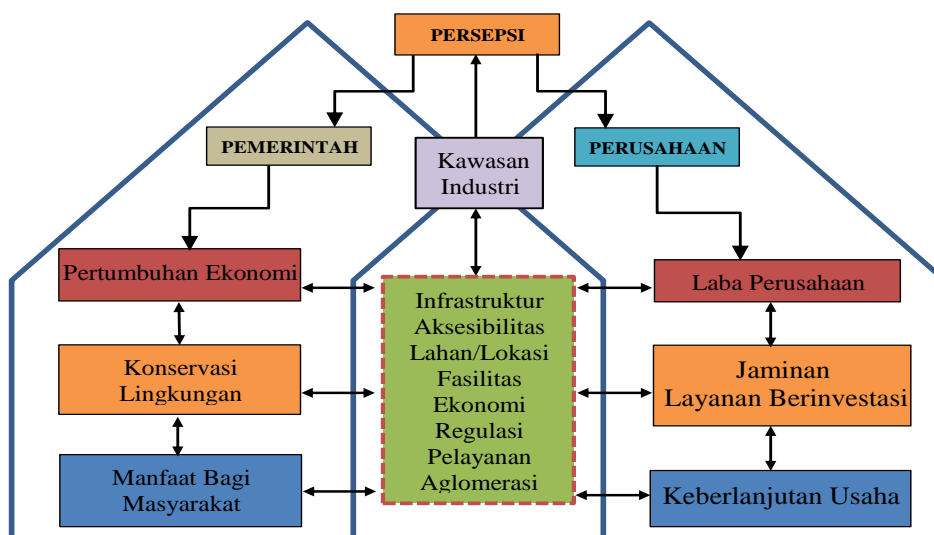 PERSEPSI
PEMERINTAH
PERUSAHAAN
Kawasan
Industri
Pertumbuhan Ekonomi
Laba Perusahaan
Infrastruktur
Aksesibilitas
Lahan/Lokasi
Fasilitas
Ekonomi
Regulasi
Pelayanan
Aglomerasi
Konservasi
Lingkungan
Jaminan
Layanan Berinvestasi
Manfaat Bagi
Masyarakat
Keberlanjutan Usaha